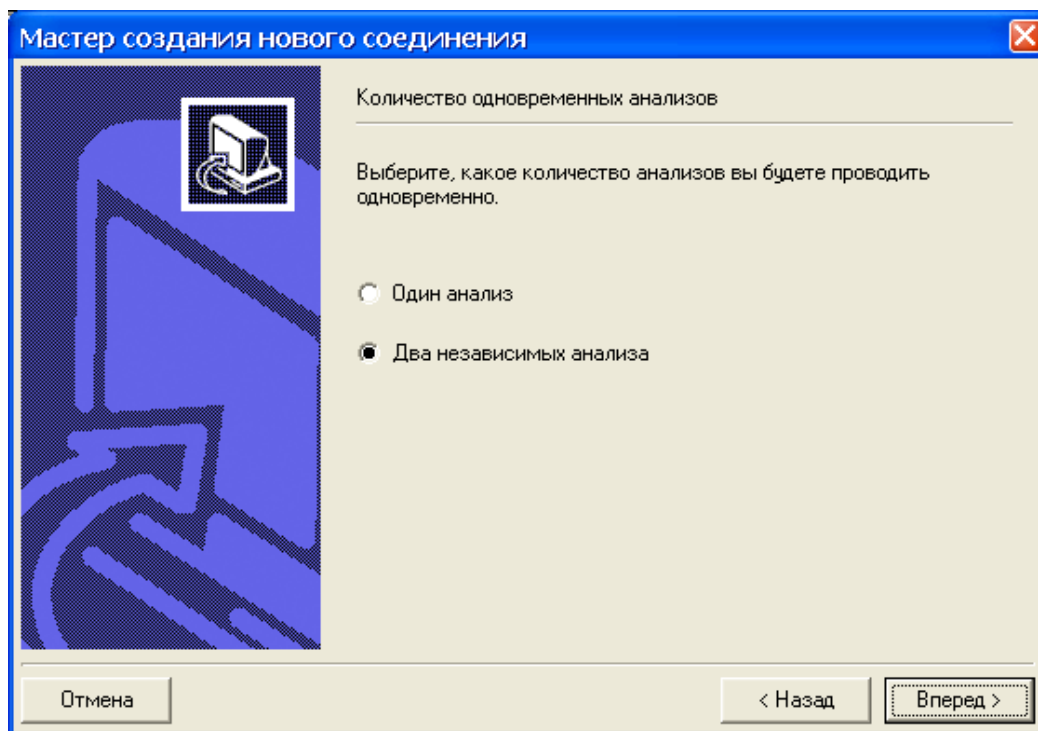 Мастер создания нового соединения
Количество одновременных анализов
Выберите, какое количество анализов вы будете проводить
одновременно.
Один анализ
Два независимых анализа
Отмена
< Назад
Вперед >